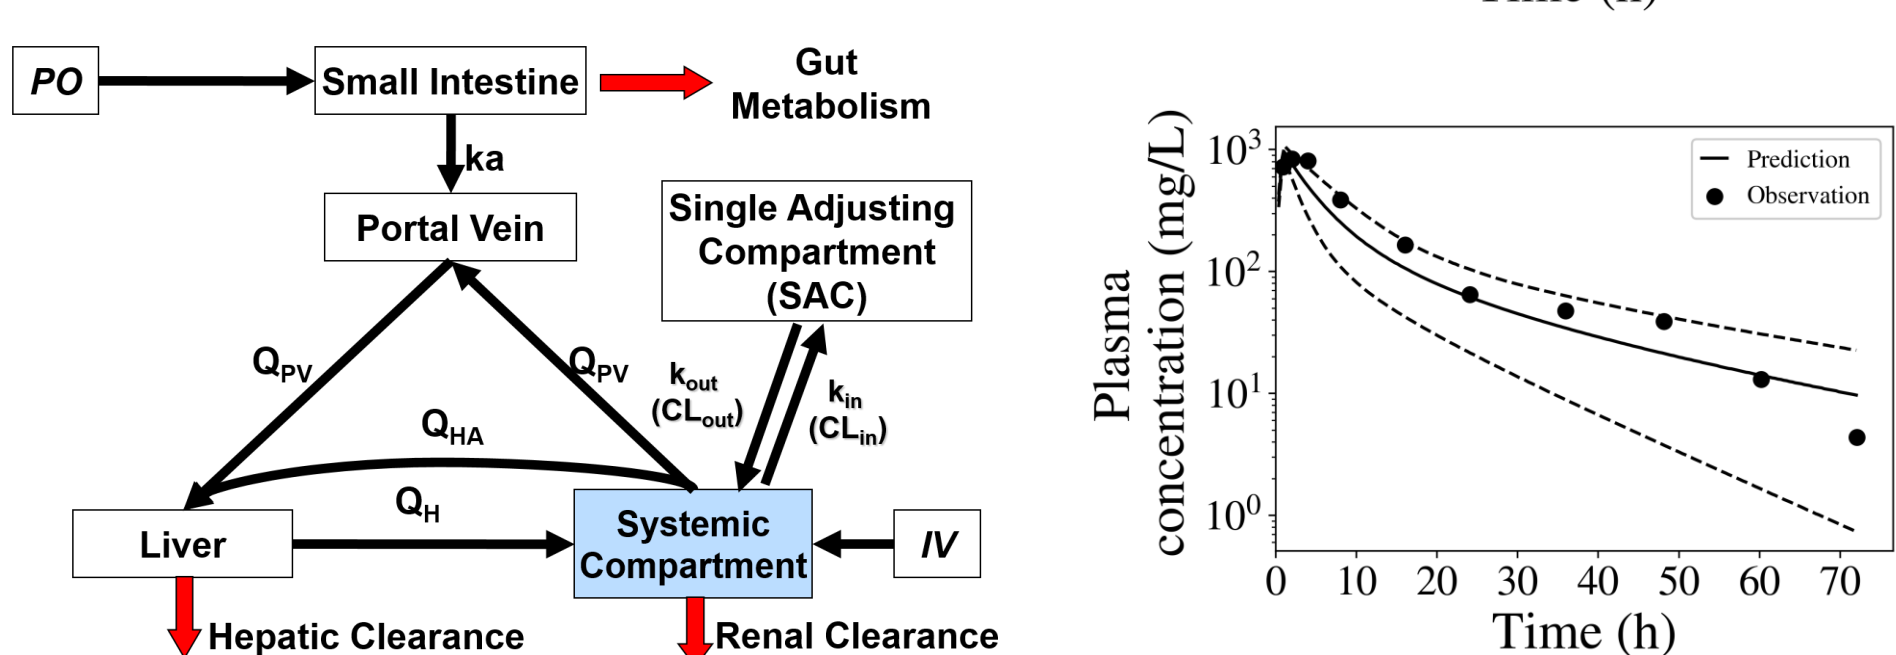 Time (h)
PO
Small Intestine
Gut
Metabolism
ka
Portal Vein
Single Adjusting
Compartment
(SAC)
QPV
QPV
kout
(CLout)
kin
(CLin)
QHA
QH
Liver
Systemic
Compartment
IV
Hepatic Clearance
Renal Clearance
Plasma
concentration (mg/L)
10³
10²
10¹
10⁰
Prediction
Observation
0 10 20 30 40 50 60 70
Time (h)